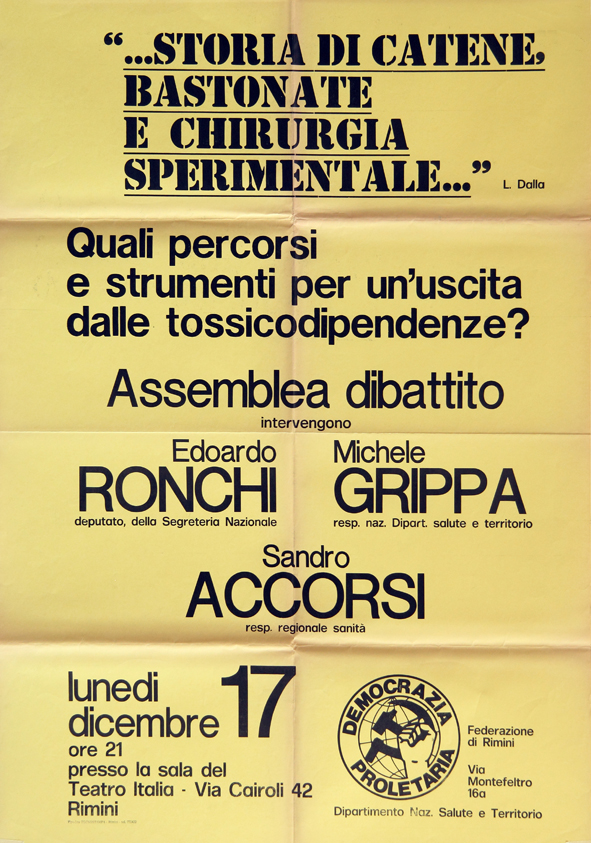 “...STORIA DI CATENE,
BASTONATE
E CHIRURGIA
SPERIMENTALE...” L. Dalla
Quali percorsi
e strumenti per un'uscita
dalle tossicodipendenze?
Assemblea dibattito
intervengono
Edoardo
RONCHI
deputato, della Segreteria Nazionale
Michele
GRIPPA
resp. naz. Dipart. salute e territorio
Sandro
ACCORSI
resp. regionale sanità
lunedi
dicembre 17
ore 21
presso la sala del
Teatro Italia - Via Cairoli 42
Rimini
DEMOCRAZIA
PROLETARIA
Federazione
di Rimini
Via
Montefeltro
16a
Dipartimento Naz. Salute e Territorio